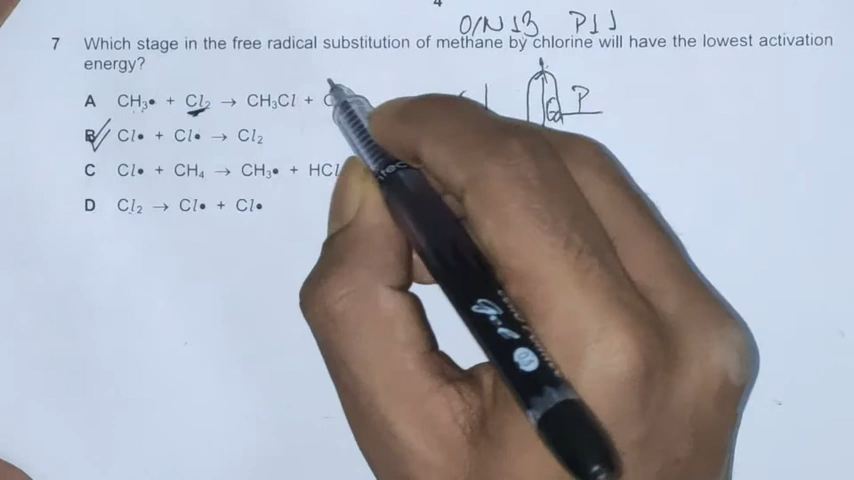 4
O/N 13 P11
7 Which stage in the free radical substitution of methane by chlorine will have the lowest activation
energy?
A CH₃• + Cl₂ → CH₃Cl + C
B Cl• + Cl• → Cl₂
C Cl• + CH₄ → CH₃• + HCl
D Cl₂ → Cl• + Cl•
P